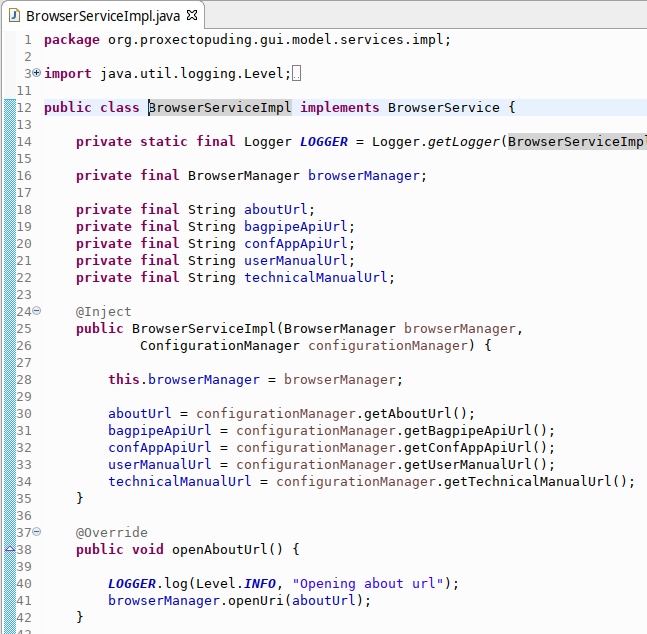 BrowserServiceImpl.java
1 package org.proxectopuding.gui.model.services.impl;
2
3 import java.util.logging.Level;
11
12 public class BrowserServiceImpl implements BrowserService {
13
14 private static final Logger LOGGER = Logger.getLogger(BrowserServiceImpl
15
16 private final BrowserManager browserManager;
17
18 private final String aboutUrl;
19 private final String bagpipeApiUrl;
20 private final String confAppApiUrl;
21 private final String userManualUrl;
22 private final String technicalManualUrl;
23
24 @Inject
25 public BrowserServiceImpl(BrowserManager browserManager,
26 ConfigurationManager configurationManager) {
27
28 this.browserManager = browserManager;
29
30 aboutUrl = configurationManager.getAboutUrl();
31 bagpipeApiUrl = configurationManager.getBagpipeApiUrl();
32 confAppApiUrl = configurationManager.getConfAppApiUrl();
33 userManualUrl = configurationManager.getUserManualUrl();
34 technicalManualUrl = configurationManager.getTechnicalManualUrl();
35 }
36
37 @Override
38 public void openAboutUrl() {
39
40 LOGGER.log(Level.INFO, "Opening about url");
41 browserManager.openUri(aboutUrl);
42 }